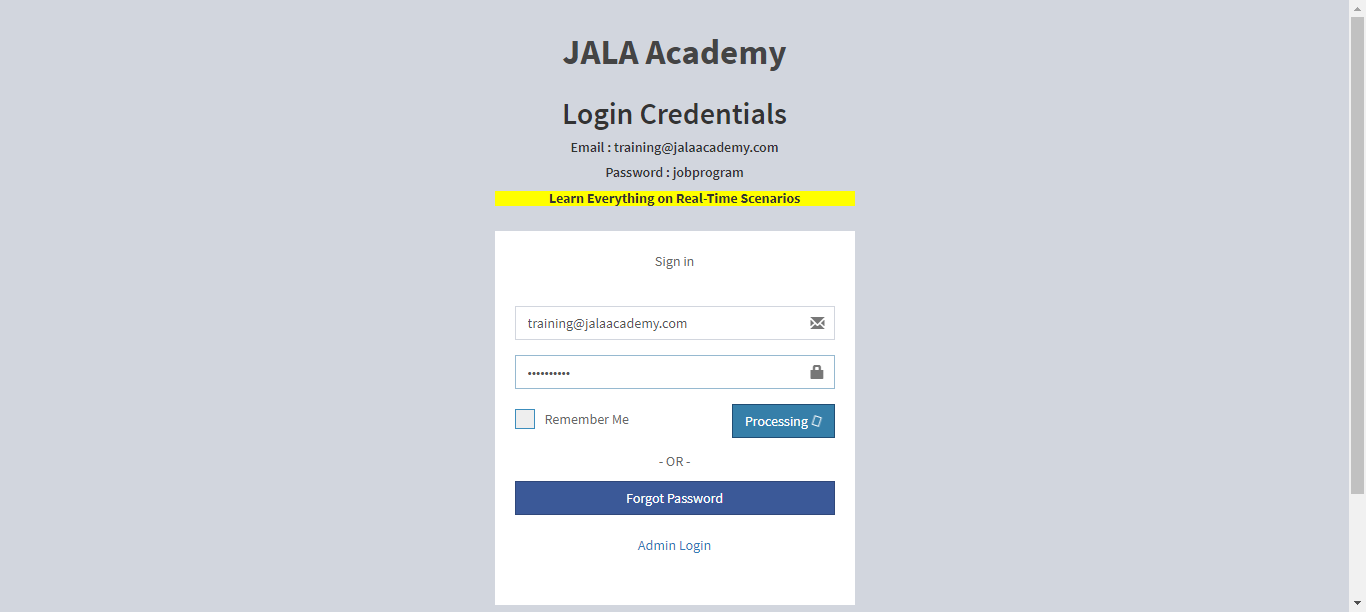 JALA Academy
Login Credentials
Email : training@jalaacademy.com
Password : jobprogram
Learn Everything on Real-Time Scenarios
Sign in
training@jalaacademy.com
••••••••••
Remember Me
Processing
- OR -
Forgot Password
Admin Login